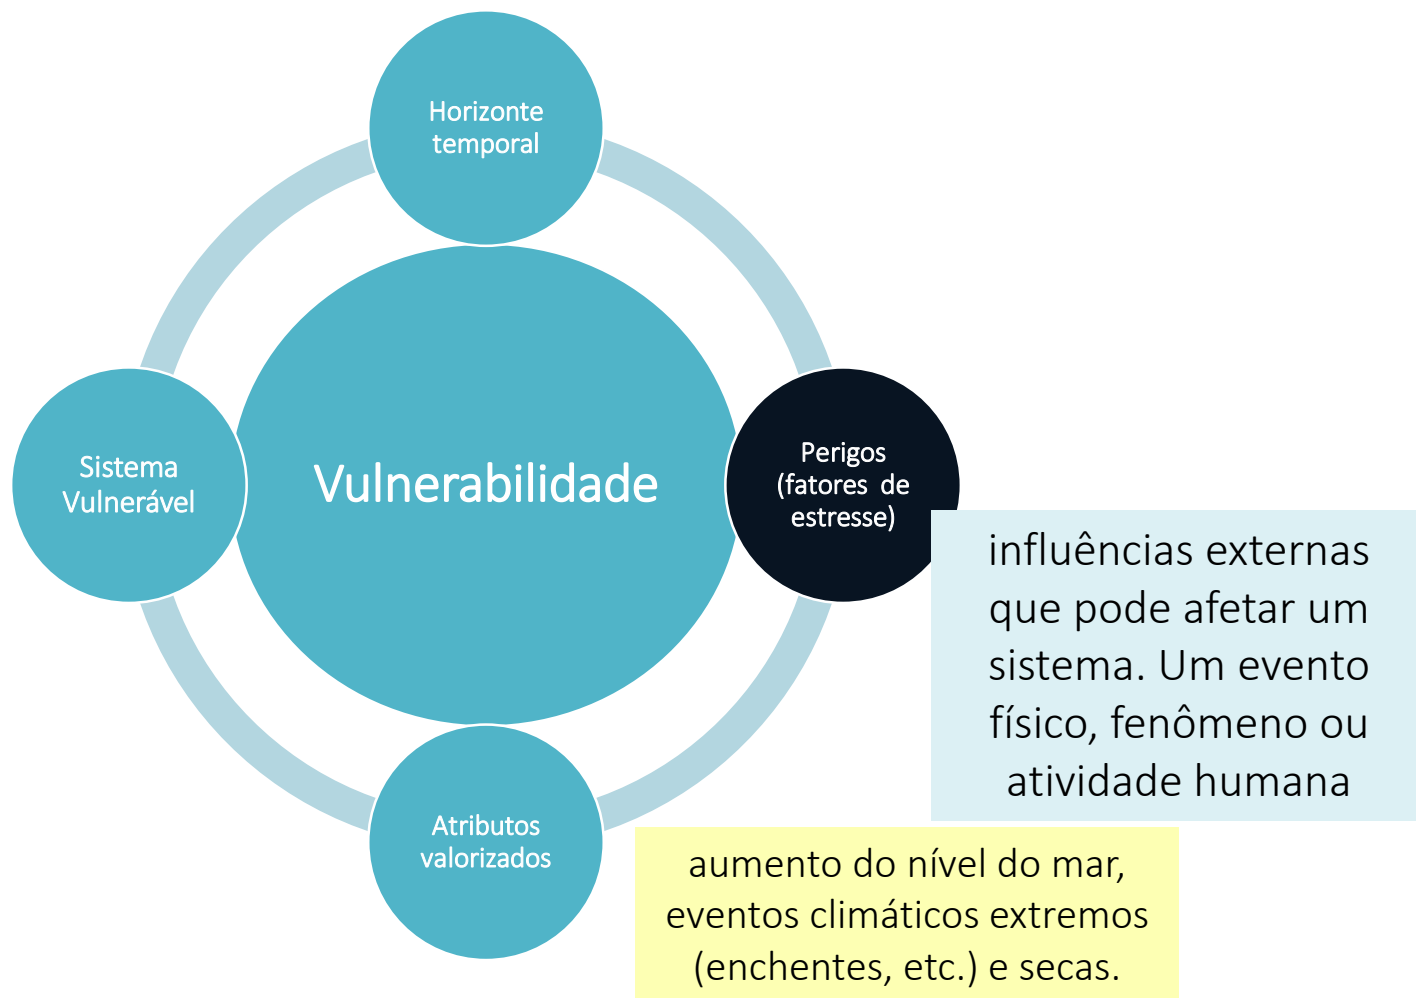 Horizonte
temporal
Sistema
Vulnerável
Vulnerabilidade
Perigos
(fatores de
estresse)
influências externas
que pode afetar um
sistema. Um evento
físico, fenômeno ou
atividade humana
Atributos
valorizados
aumento do nível do mar,
eventos climáticos extremos
(enchentes, etc.) e secas.